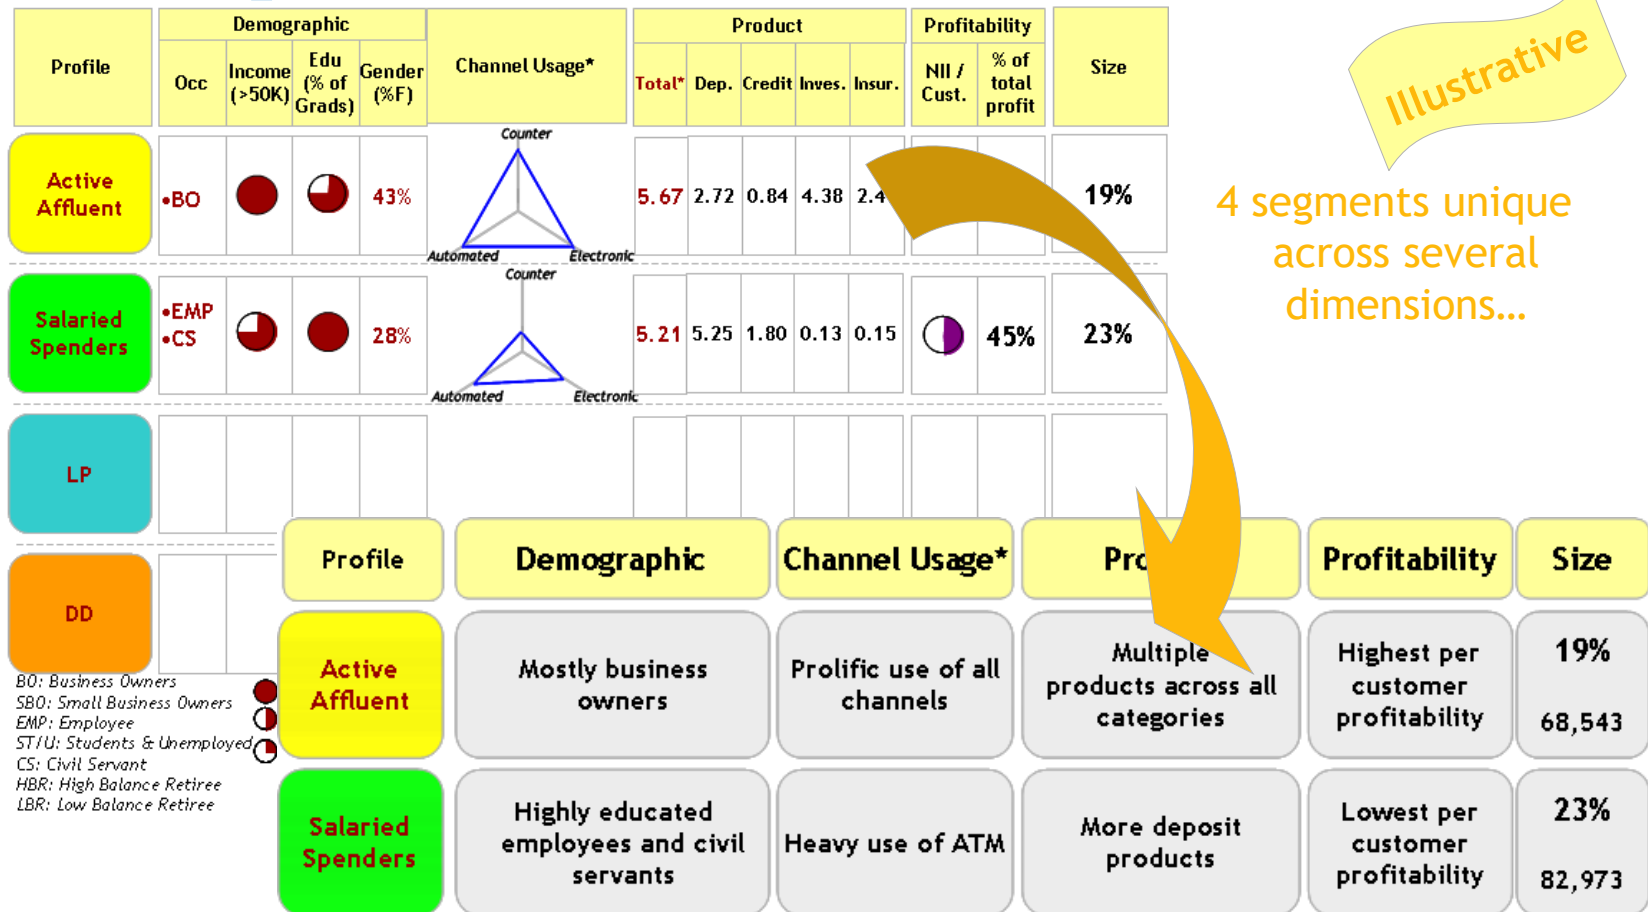 Demographic
Product
Profitability
Profile
Occ
Income
(>50K)
Edu
(% of
Grads)
Gender
(%F)
Channel Usage*
Total*
Dep.
Credit
Inves.
Insur.
NII /
Cust.
% of
total
profit
Size
Illustrative
Active
Affluent
•BO
43%
Counter
Automated
Electronic
5.67
2.72
0.84
4.38
2.4
19%
4 segments unique
across several
dimensions...
Salaried
Spenders
•EMP
•CS
28%
Counter
Automated
Electronic
5.21
5.25
1.80
0.13
0.15
45%
23%
LP
DD
BO: Business Owners
SBO: Small Business Owners
EMP: Employee
ST/U: Students & Unemployed
CS: Civil Servant
HBR: High Balance Retiree
LBR: Low Balance Retiree
Profile
Demographic
Channel Usage*
Profitability
Size
Active
Affluent
Mostly business
owners
Prolific use of all
channels
Multiple
products across all
categories
Highest per
customer
profitability
19%
68,543
Salaried
Spenders
Highly educated
employees and civil
servants
Heavy use of ATM
More deposit
products
Lowest per
customer
profitability
23%
82,973